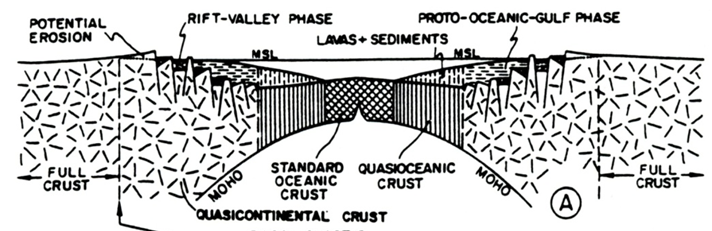 POTENTIAL
EROSION
RIFT-VALLEY PHASE
PROTO-OCEANIC-GULF PHASE
LAVAS+ SEDIMENTS
MSL
MSL
FULL
CRUST
MOHO
STANDARD
OCEANIC
CRUST
QUASIOCEANIC
CRUST
MOHO
A
FULL
CRUST
QUASICONTINENTAL CRUST